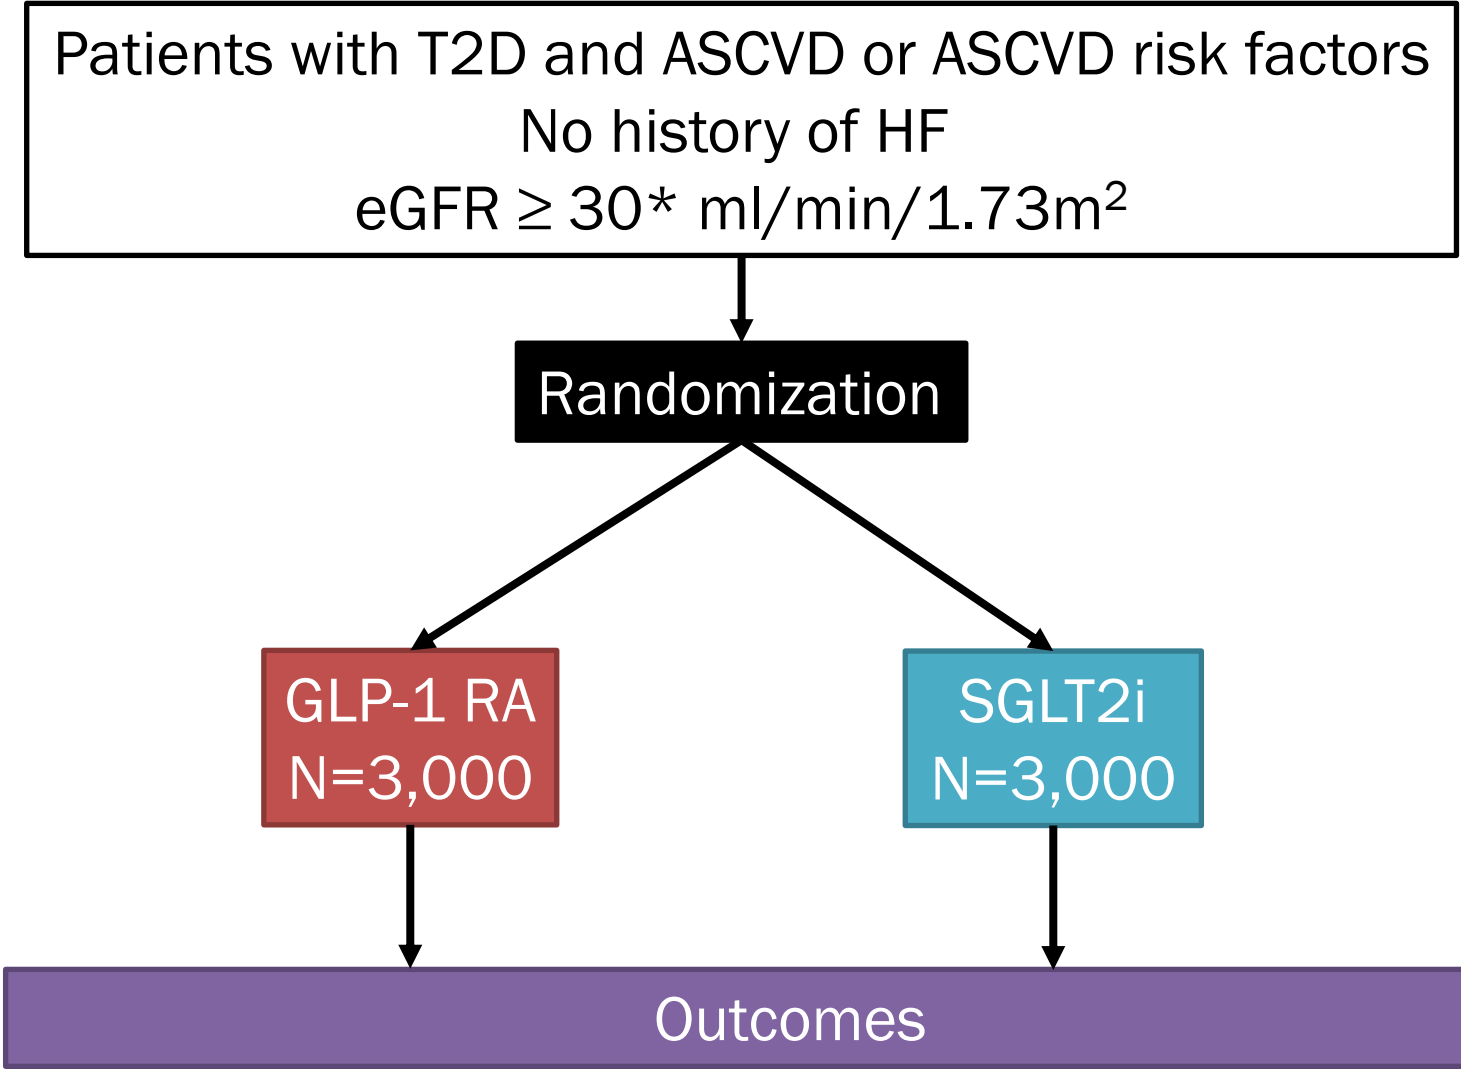 Patients with T2D and ASCVD or ASCVD risk factors
No history of HF
eGFR ≥ 30* ml/min/1.73m²
Randomization
GLP-1 RA
N=3,000
SGLT2i
N=3,000
Outcomes